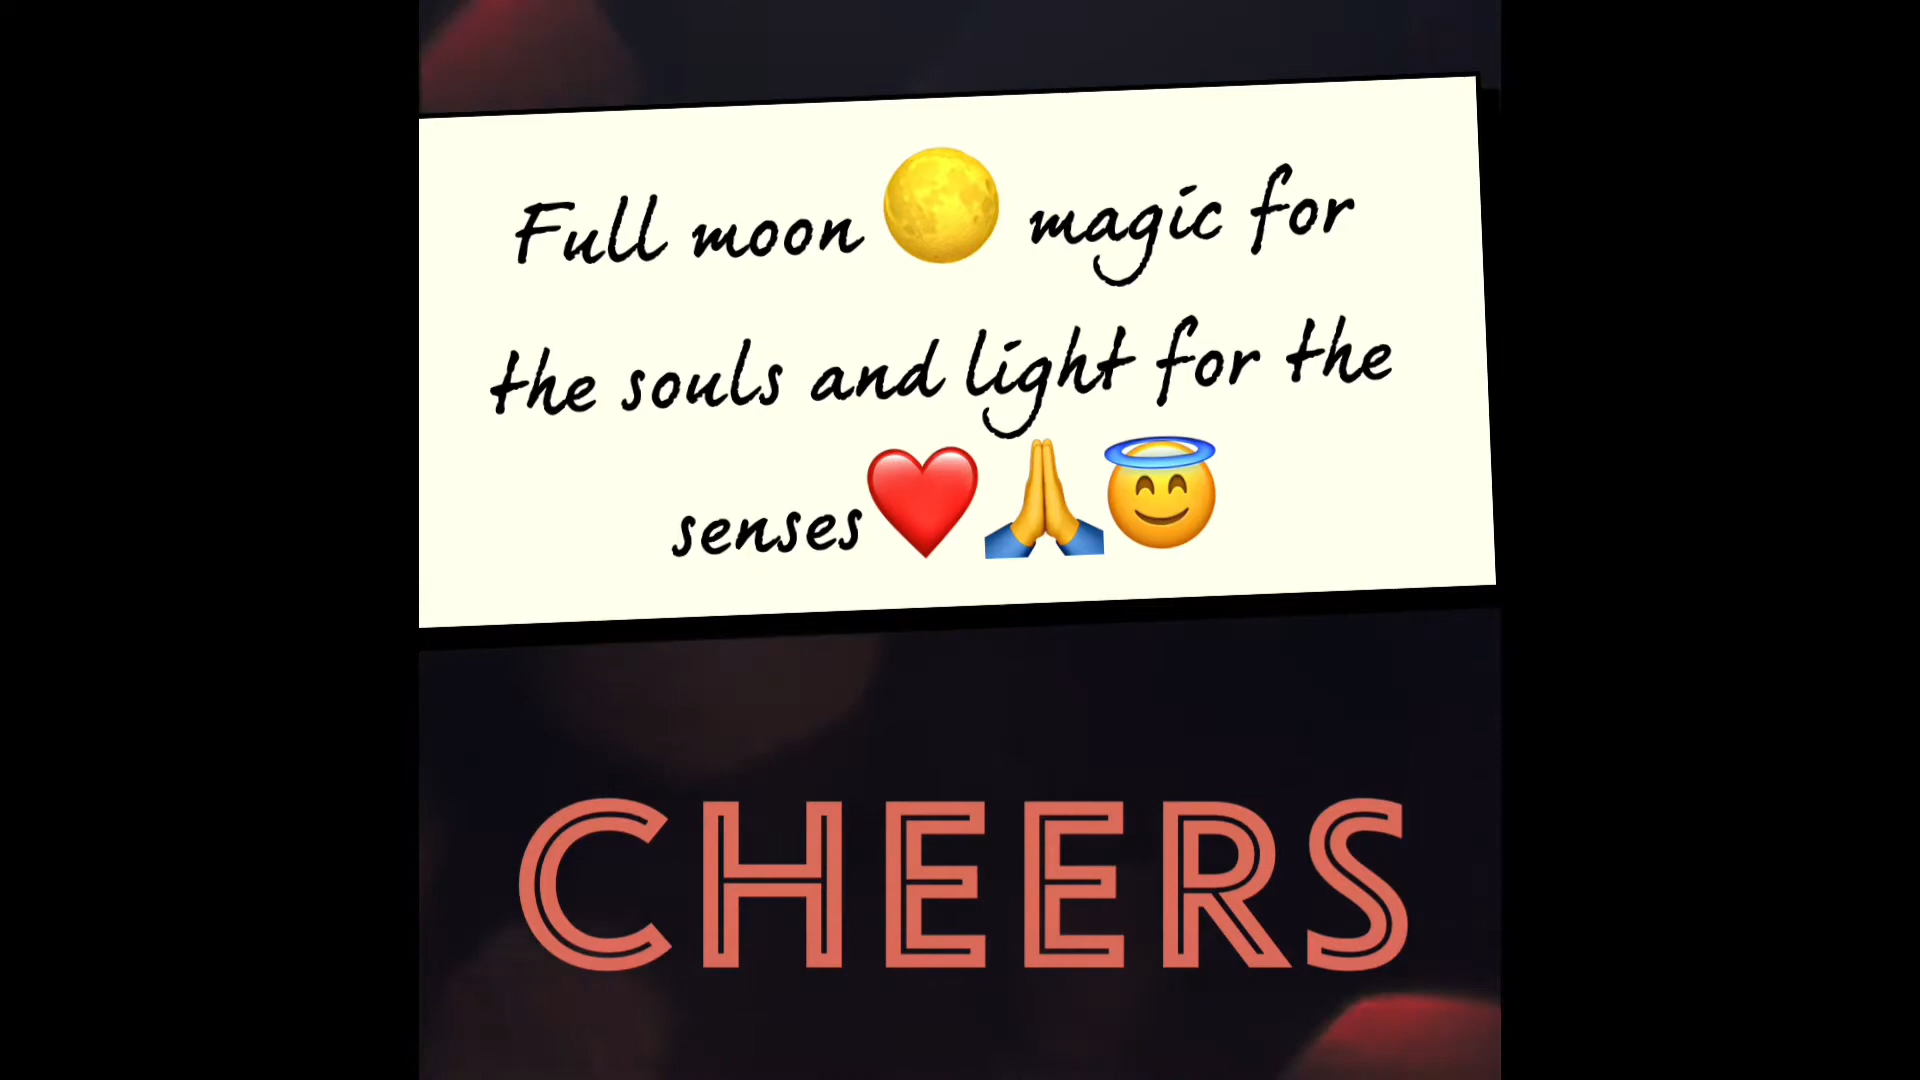 Full moon🌕 magic for
the souls and light for the
senses❤️🙏😇
CHEERS